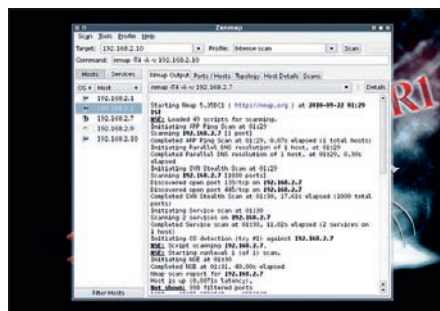 Zenmap
Scan Tools Profile Help
Target: 192.168.2.10 Profile: Intense scan Scan
Command: nmap -T4 -A -v 192.168.2.10
Hosts Services Nmap Output Ports / Hosts Topology Host Details Scans
OS Host nmap -T4 -A -v 192.168.2.7 Details
192.168.2.1
192.168.2.7
192.168.2.9
192.168.2.10
Starting Nmap 5.35DC1 ( http://nmap.org ) at 2010-09-22 01:29
IST
NSE: Loaded 49 scripts for scanning.
Initiating ARP Ping Scan at 01:29
Scanning 192.168.2.7 [1 port]
Completed ARP Ping Scan at 01:29, 0.07s elapsed (1 total hosts)
Initiating Parallel DNS resolution of 1 host. at 01:29
Completed Parallel DNS resolution of 1 host. at 01:29, 0.30s
elapsed
Initiating SYN Stealth Scan at 01:29
Scanning 192.168.2.7 [1000 ports]
Discovered open port 139/tcp on 192.168.2.7
Discovered open port 445/tcp on 192.168.2.7
Completed SYN Stealth Scan at 01:30, 17.63s elapsed (1000 total
ports)
Initiating Service scan at 01:30
Scanning 2 services on 192.168.2.7
Completed Service scan at 01:30, 11.02s elapsed (2 services on
1 host)
Initiating OS detection (try #1) against 192.168.2.7
NSE: Script scanning 192.168.2.7.
NSE: Starting runlevel 1 (of 1) scan.
Initiating NSE at 01:30
Completed NSE at 01:31, 40.00s elapsed
Nmap scan report for 192.168.2.7
Host is up (0.0071s latency).
Not shown: 998 filtered ports
Filter Hosts